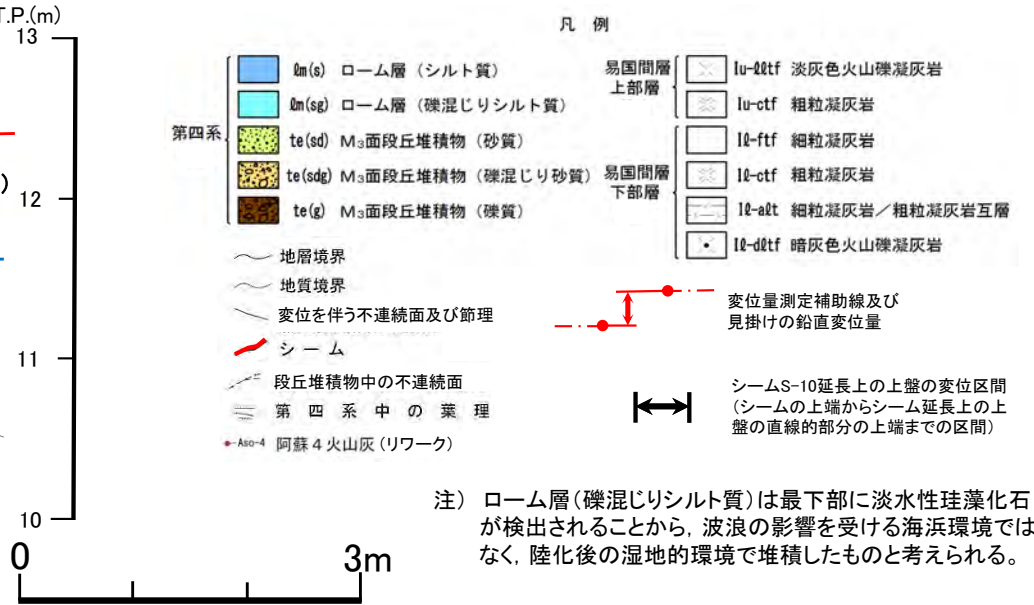 T.P.(m)
13
12
11
10
0
3m
)
凡 例
第四系
ℓm(s) ローム層 (シルト質)
ℓm(sg) ローム層 (礫混じりシルト質)
te(sd) M₃面段丘堆積物 (砂質)
te(sdg) M₃面段丘堆積物 (礫混じり砂質)
te(g) M₃面段丘堆積物 (礫質)
易国間層
上部層
Iu-ℓℓtf 淡灰色火山礫凝灰岩
Iu-ctf 粗粒凝灰岩
易国間層
下部層
Iℓ-ftf 細粒凝灰岩
Iℓ-ctf 粗粒凝灰岩
Iℓ-aℓt 細粒凝灰岩/粗粒凝灰岩互層
Iℓ-dℓtf 暗灰色火山礫凝灰岩
地層境界
地質境界
変位を伴う不連続面及び節理
シ ー ム
段丘堆積物中の不連続面
第 四 系 中 の 葉 理
Aso-4 阿蘇4火山灰(リワーク)
変位量測定補助線及び
見掛けの鉛直変位量
シームS-10延長上の上盤の変位区間
(シームの上端からシーム延長上の上
盤の直線的部分の上端までの区間)
注) ローム層(礫混じりシルト質)は最下部に淡水性珪藻化石
が検出されることから, 波浪の影響を受ける海浜環境では
なく, 陸化後の湿地的環境で堆積したものと考えられる。